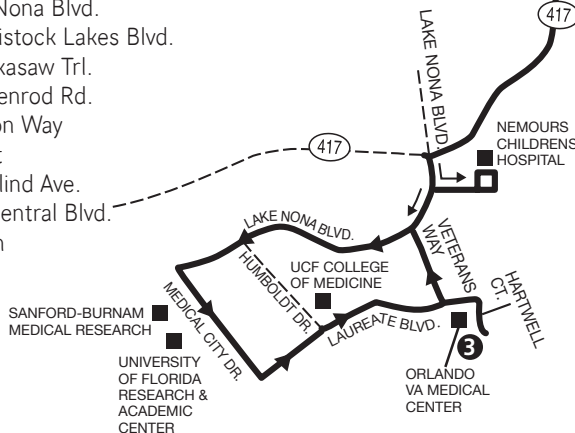 Nona Blvd.
istock Lakes Blvd.
kasaw Trl.
enrod Rd.
on Way
lind Ave.
entral Blvd.
LAKE NONA BLVD.
417
417
NEMOURS
CHILDRENS
HOSPITAL
LAKE NONA BLVD.
HUMBOLDT DR.
UCF COLLEGE
OF MEDICINE
VETERANS
WAY
HARTWELL
CT.
MEDICAL CITY DR.
LAUREATE BLVD.
SANFORD-BURNAM
MEDICAL RESEARCH
UNIVERSITY
OF FLORIDA
RESEARCH &
ACADEMIC
CENTER
3
ORLANDO
VA MEDICAL
CENTER